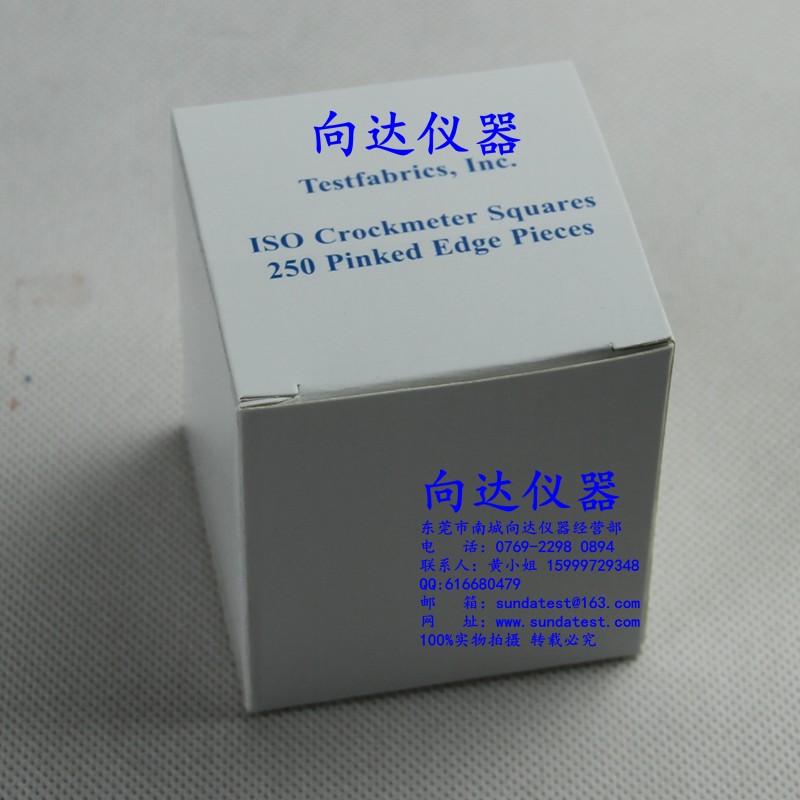 向达仪器
Testfabrics, Inc.
ISO Crockmeter Squares
250 Pinked Edge Pieces
向达仪器
东莞市南城向达仪器经营部
电 话：0769-2298 0894
联系人：黄小姐 15999729348
QQ:616680479
邮 箱：sundatest@163.com
网 址：www.sundatest.com
100%实物拍摄 转载必究